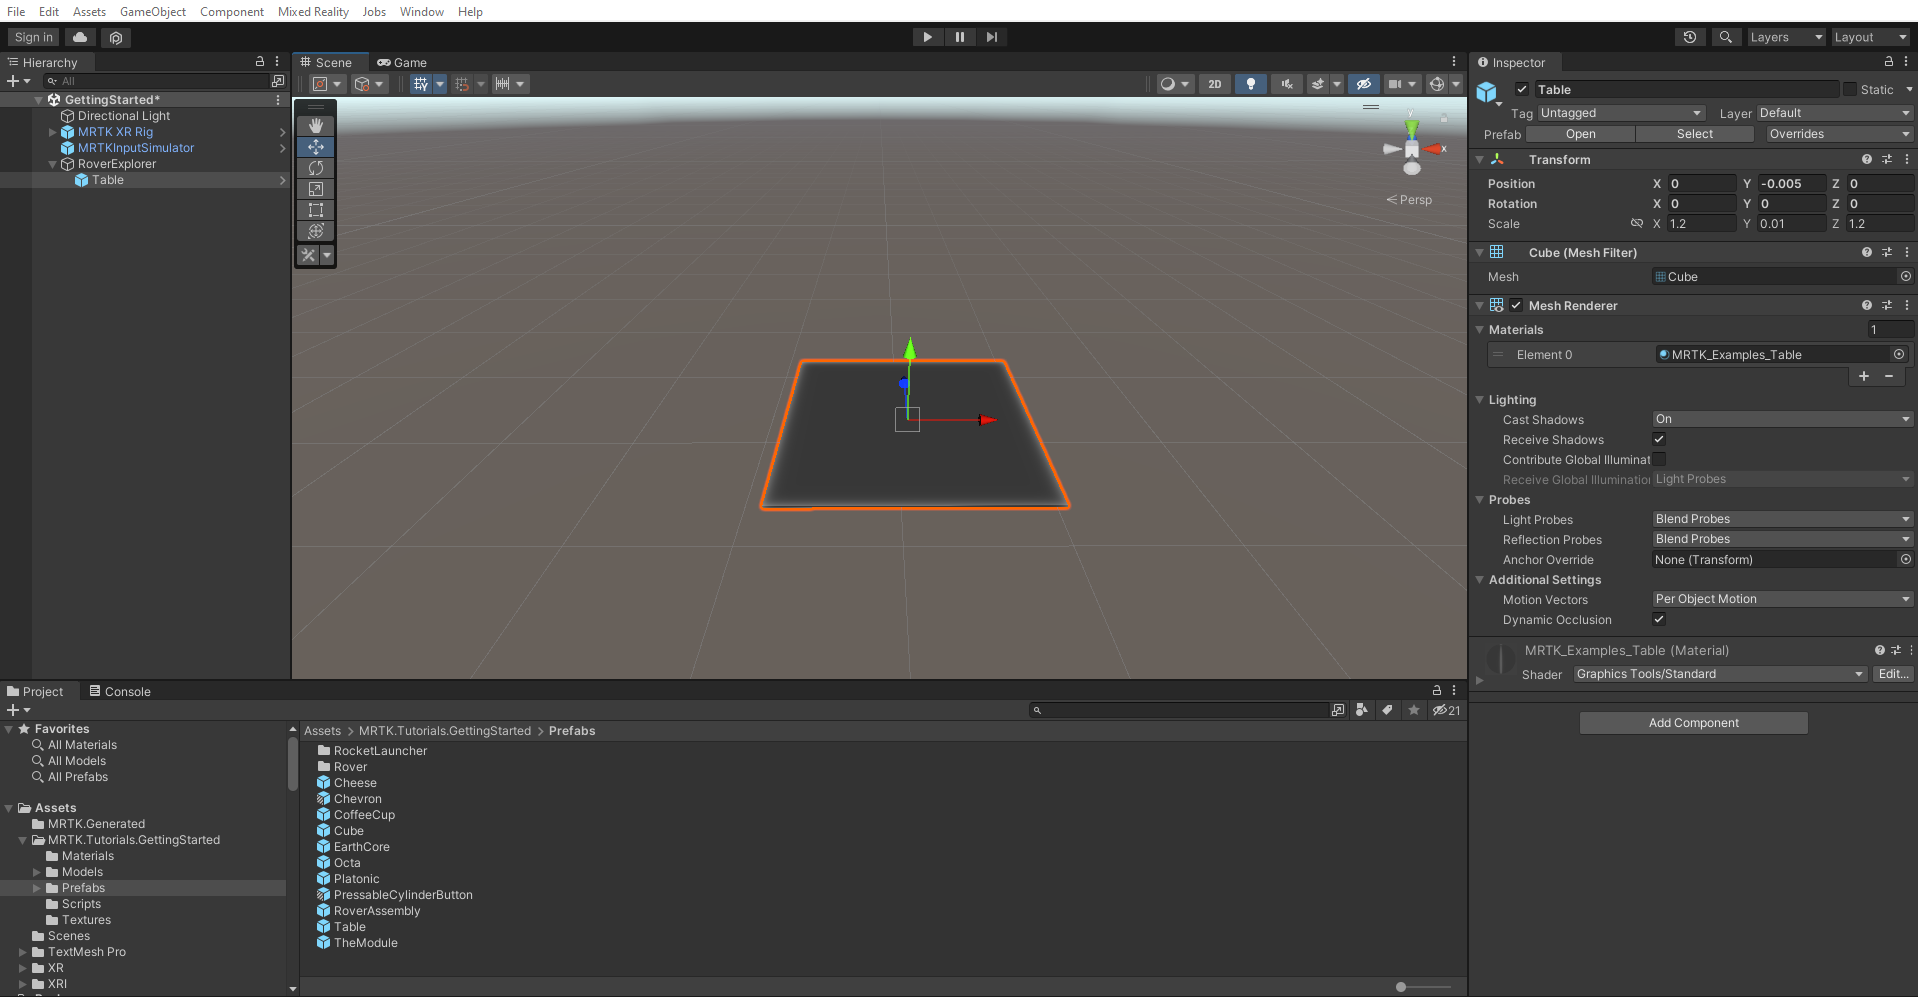 File Edit Assets GameObject Component Mixed Reality Jobs Window Help
Sign in
Layers Layout
Hierarchy
All
GettingStarted*
Directional Light
MRTK XR Rig
MRTKInputSimulator
RoverExplorer
Table
Scene Game
2D
y
x
Persp
Inspector
Table Static
Tag Untagged Layer Default
Prefab Open Select Overrides
Transform
Position X 0 Y -0.005 Z 0
Rotation X 0 Y 0 Z 0
Scale X 1.2 Y 0.01 Z 1.2
Cube (Mesh Filter)
Mesh Cube
Mesh Renderer
Materials 1
Element 0 MRTK_Examples_Table
Lighting
Cast Shadows On
Receive Shadows
Contribute Global Illuminat
Receive Global Illumination Light Probes
Probes
Light Probes Blend Probes
Reflection Probes Blend Probes
Anchor Override None (Transform)
Additional Settings
Motion Vectors Per Object Motion
Dynamic Occlusion
MRTK_Examples_Table (Material)
Shader Graphics Tools/Standard Edit...
Add Component
Project Console
21
Favorites
All Materials
All Models
All Prefabs
Assets
MRTK.Generated
MRTK.Tutorials.GettingStarted
Materials
Models
Prefabs
Scripts
Textures
Scenes
TextMesh Pro
XR
XRI
Assets > MRTK.Tutorials.GettingStarted > Prefabs
RocketLauncher
Rover
Cheese
Chevron
CoffeeCup
Cube
EarthCore
Octa
Platonic
PressableCylinderButton
RoverAssembly
Table
TheModule